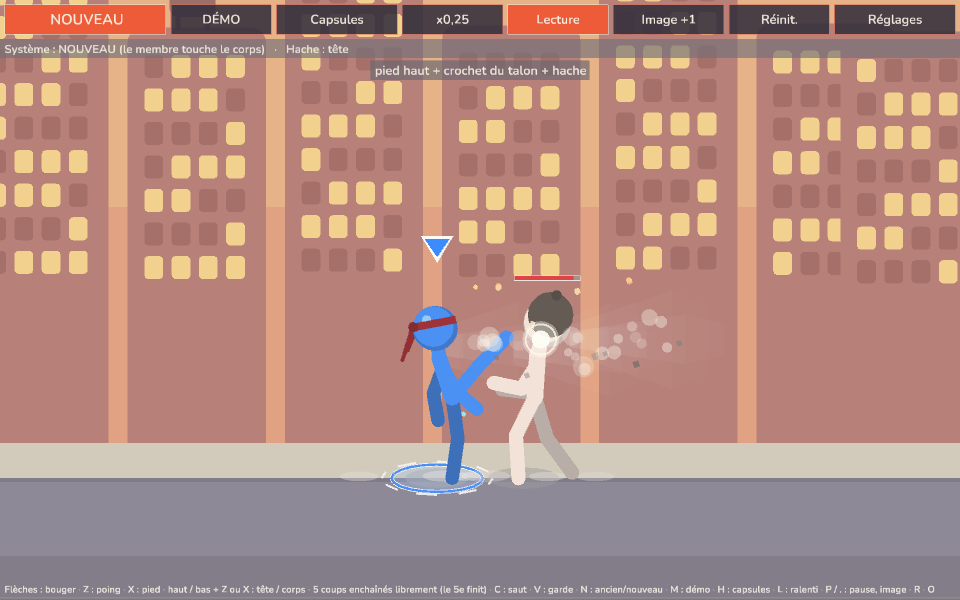 NOUVEAU DÉMO Capsules x0,25 Lecture Image +1 Réinit. Réglages
Système : NOUVEAU (le membre touche le corps) · Hache : tête
pied haut + crochet du talon + hache
Flèches : bouger · Z : poing · X : pied · haut / bas + Z ou X : tête / corps · 5 coups enchaînés librement (le 5e finit) · C : saut · V : garde · N : ancien/nouveau · M : démo · H : capsules · L : ralenti · P / . : pause, image · R · O